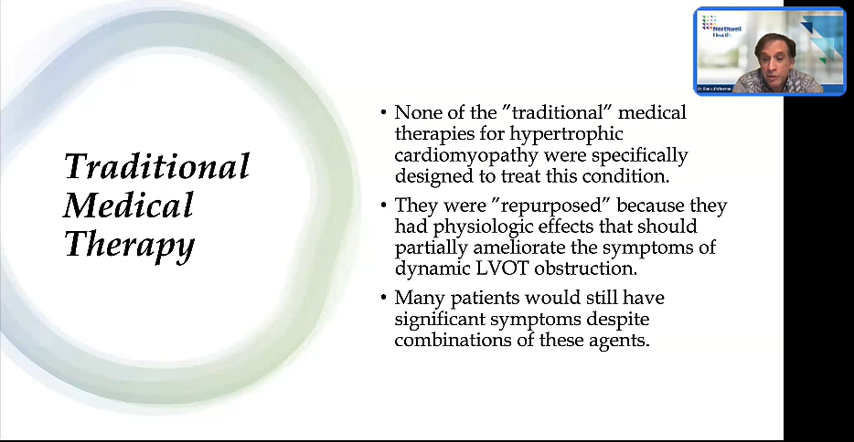 Traditional
Medical
Therapy
• None of the ”traditional” medical
therapies for hypertrophic
cardiomyopathy were specifically
designed to treat this condition.
• They were ”repurposed” because they
had physiologic effects that should
partially ameliorate the symptoms of
dynamic LVOT obstruction.
• Many patients would still have
significant symptoms despite
combinations of these agents.
Northwell
Health